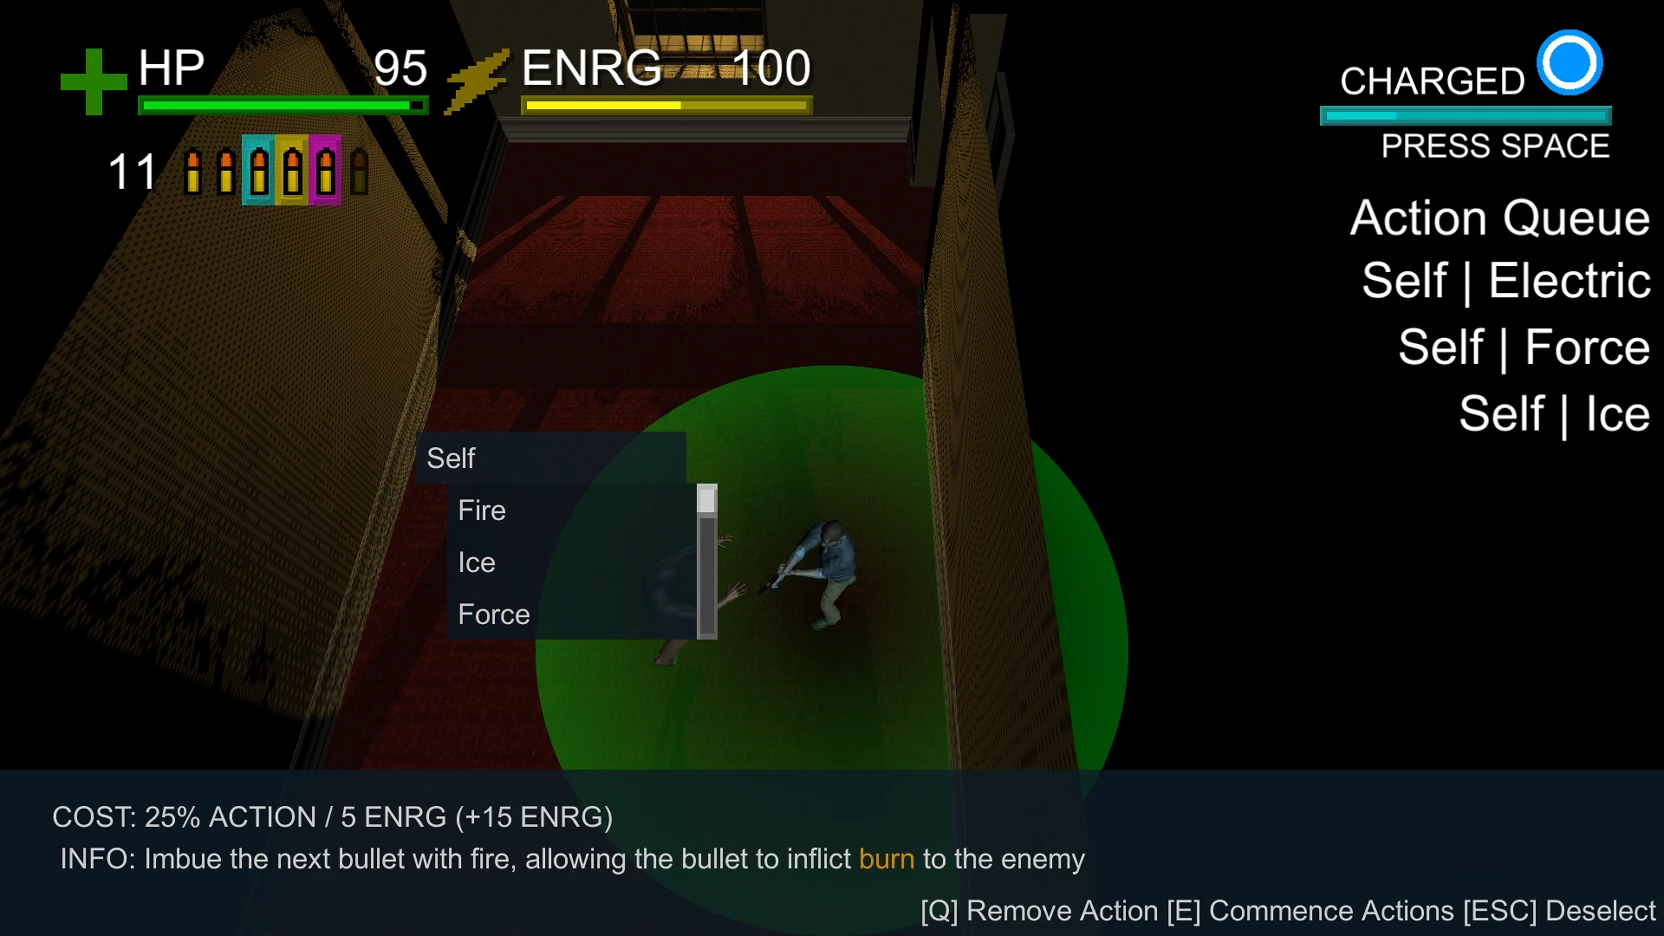 HP 95 ENRG 100
11
CHARGED
PRESS SPACE
Action Queue
Self | Electric
Self | Force
Self | Ice
Self
Fire
Ice
Force
COST: 25% ACTION / 5 ENRG (+15 ENRG)
INFO: Imbue the next bullet with fire, allowing the bullet to inflict burn to the enemy
[Q] Remove Action [E] Commence Actions [ESC] Deselect